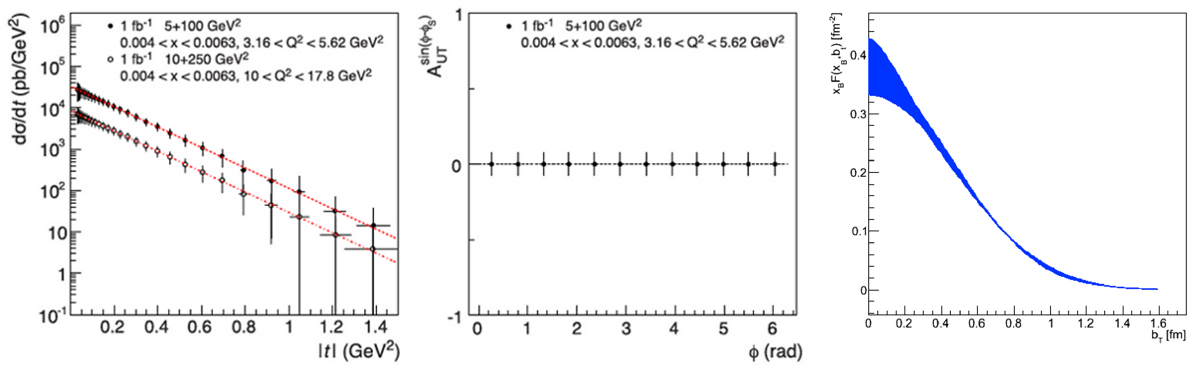 1 fb⁻¹ 5+100 GeV²
0.004 < x < 0.0063, 3.16 < Q² < 5.62 GeV²
1 fb⁻¹ 10+250 GeV²
0.004 < x < 0.0063, 10 < Q² < 17.8 GeV²
dσ/dt (pb/GeV²)
10⁶
10⁵
10⁴
10³
10²
10
1
10⁻¹
0.2 0.4 0.6 0.8 1 1.2 1.4
|t| (GeV²)
1 fb⁻¹ 5+100 GeV²
0.004 < x < 0.0063, 3.16 < Q² < 5.62 GeV²
A_UT^sin(φ-φ_S)
1
0
-1
0 1 2 3 4 5 6
ϕ (rad)
x_B F(x_B,b_t) [fm⁻²]
0.4
0.3
0.2
0.1
0
0 0.2 0.4 0.6 0.8 1 1.2 1.4 1.6
b_T [fm]